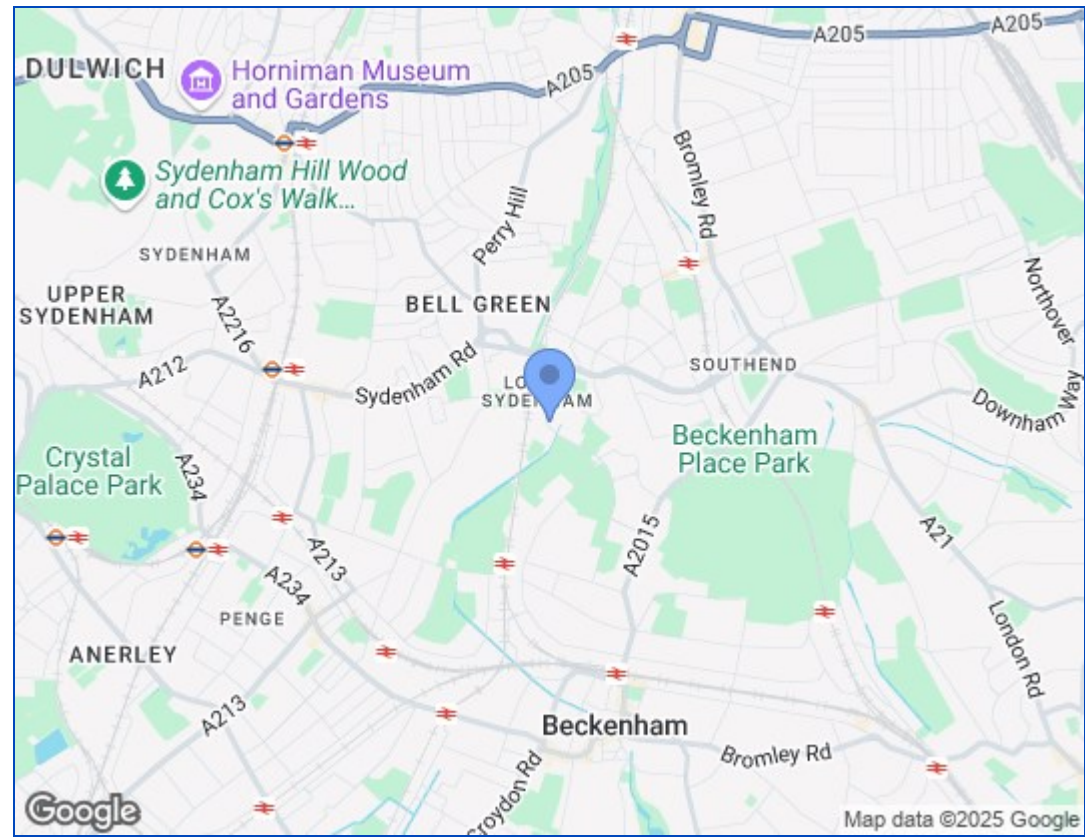 A205
A205
DULWICH
Horniman Museum
and Gardens
A205
Sydenham Hill Wood
and Cox's Walk...
Bromley Rd
Perry Hill
SYDENHAM
UPPER
SYDENHAM
BELL GREEN
Northover
A2216
A212
Sydenham Rd
SOUTHEND
SYDENHAM
Downham Way
Crystal
Palace Park
A234
Beckenham
Place Park
A21
A2015
A213
A234
PENGE
London Rd
ANERLEY
A213
Beckenham
Bromley Rd
Croydon Rd
Google
Map data ©2025 Google